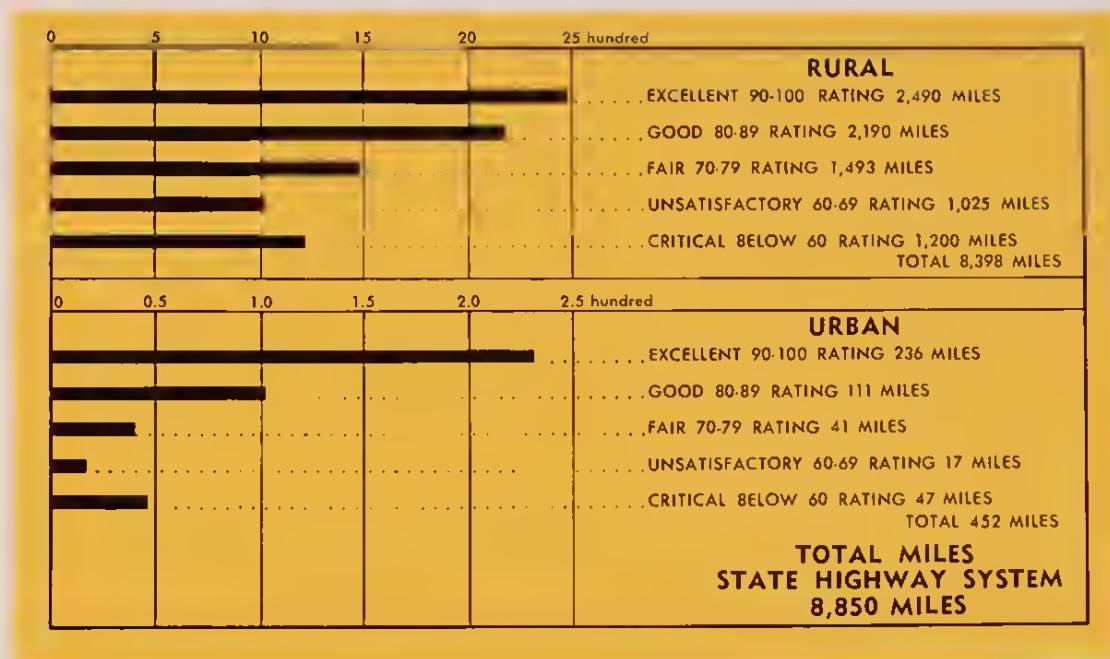 0 5 10 15 20 25 hundred
RURAL
EXCELLENT 90-100 RATING 2,490 MILES
GOOD 80-89 RATING 2,190 MILES
FAIR 70-79 RATING 1,493 MILES
UNSATISFACTORY 60-69 RATING 1,025 MILES
CRITICAL BELOW 60 RATING 1,200 MILES
TOTAL 8,398 MILES
0 0.5 1.0 1.5 2.0 2.5 hundred
URBAN
EXCELLENT 90-100 RATING 236 MILES
GOOD 80-89 RATING 111 MILES
FAIR 70-79 RATING 41 MILES
UNSATISFACTORY 60-69 RATING 17 MILES
CRITICAL BELOW 60 RATING 47 MILES
TOTAL 452 MILES
TOTAL MILES
STATE HIGHWAY SYSTEM
8,850 MILES